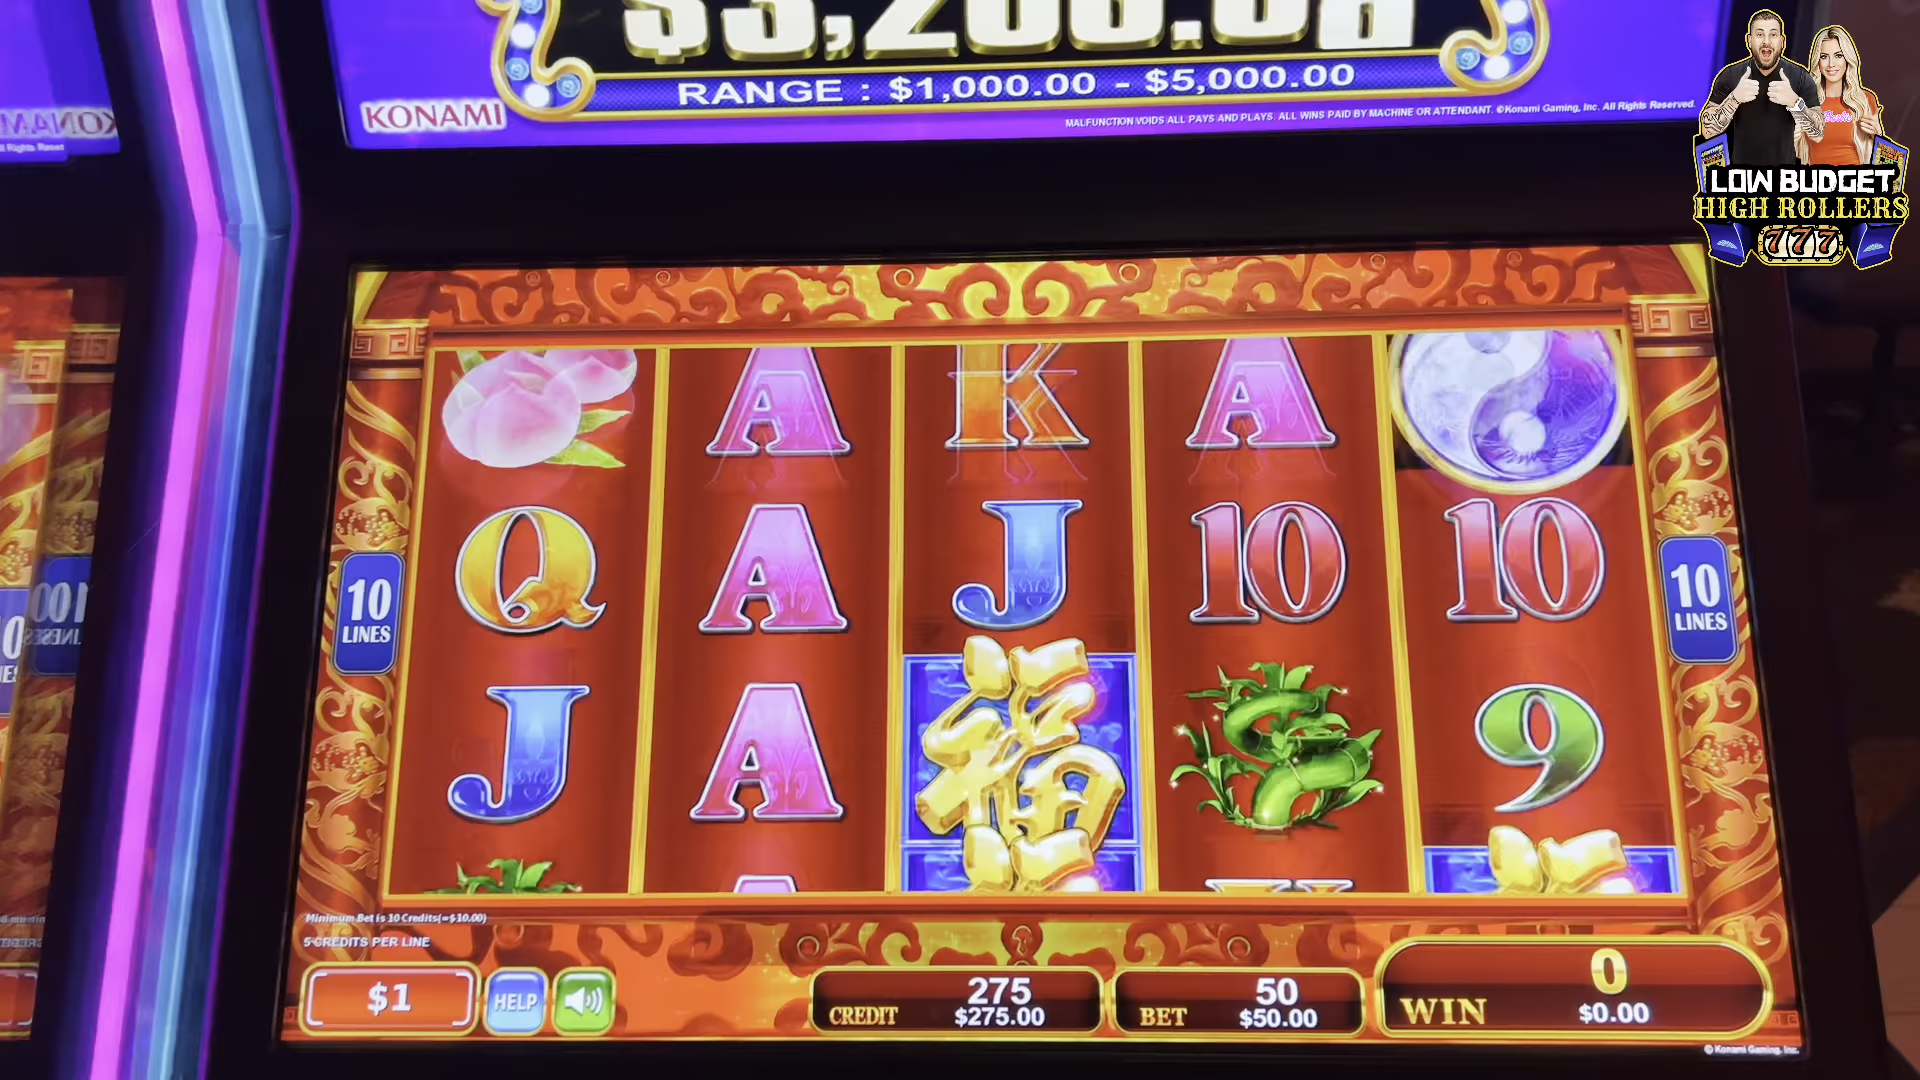 RANGE : $1,000.00 - $5,000.00
KONAMI
MALFUNCTION VOIDS ALL PAYS AND PLAYS. ALL WINS PAID BY MACHINE OR ATTENDANT. ©Konami Gaming, Inc. All Rights Reserved.
Barbie
LOW BUDGET
HIGH ROLLERS
777
A K A
Q A J 10 10
J A 福 9
10
LINES
10
LINES
Minimum Bet is 10 Credits(=$10.00)
5 CREDITS PER LINE
$1
HELP
CREDIT
275
$275.00
BET
50
$50.00
WIN
0
$0.00
© Konami Gaming, Inc.